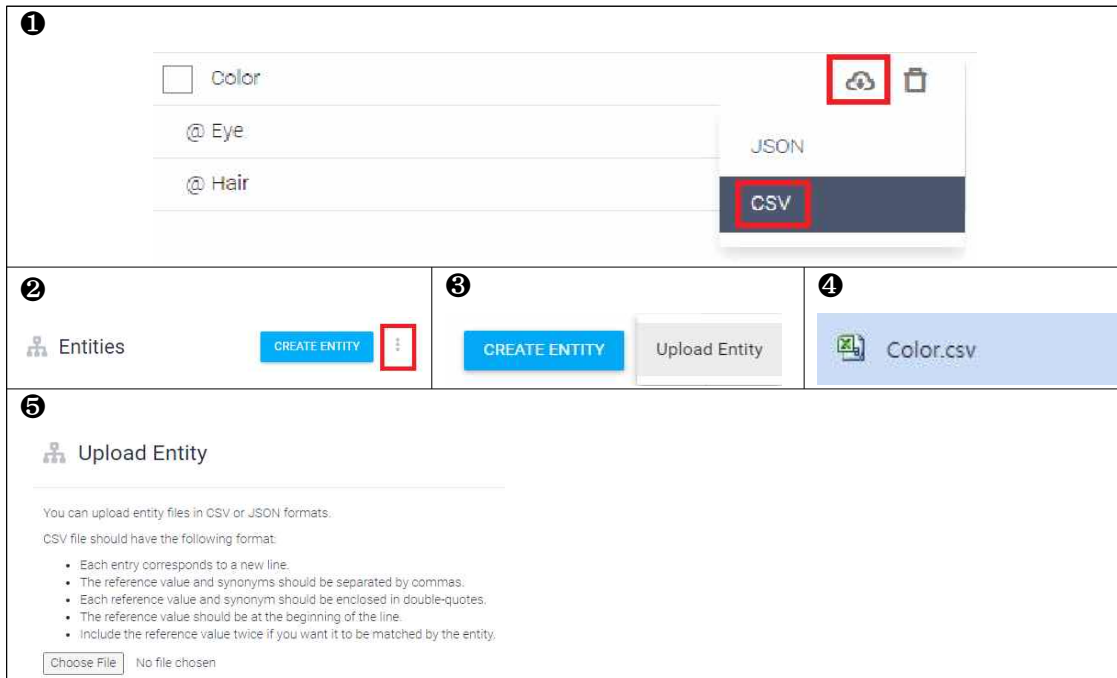 ❶
Color
@ Eye
JSON
@ Hair
CSV
❷
❸
❹
Entities
CREATE ENTITY
CREATE ENTITY
Upload Entity
Color.csv
❺
Upload Entity
You can upload entity files in CSV or JSON formats.
CSV file should have the following format:
• Each entry corresponds to a new line.
• The reference value and synonyms should be separated by commas.
• Each reference value and synonym should be enclosed in double-quotes.
• The reference value should be at the beginning of the line.
• Include the reference value twice if you want it to be matched by the entity.
Choose File No file chosen